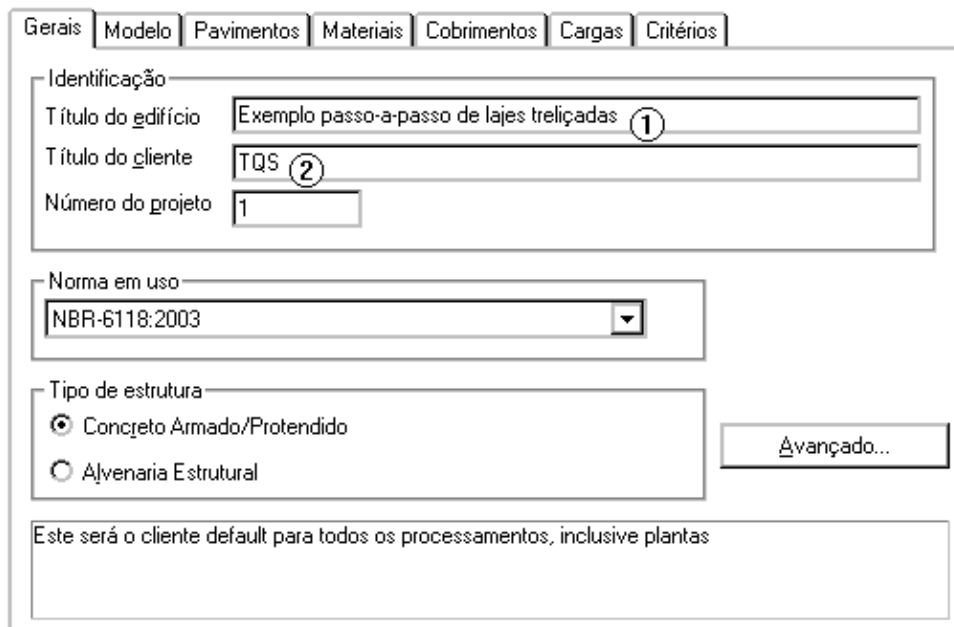 Gerais Modelo Pavimentos Materiais Cobrimentos Cargas Critérios
Identificação
Título do edifício Exemplo passo-a-passo de lajes treliçadas 1
Título do cliente TQS 2
Número do projeto 1
Norma em uso
NBR-6118:2003
Tipo de estrutura
Concreto Armado/Protendido
Alvenaria Estrutural
Avançado...
Este será o cliente default para todos os processamentos, inclusive plantas